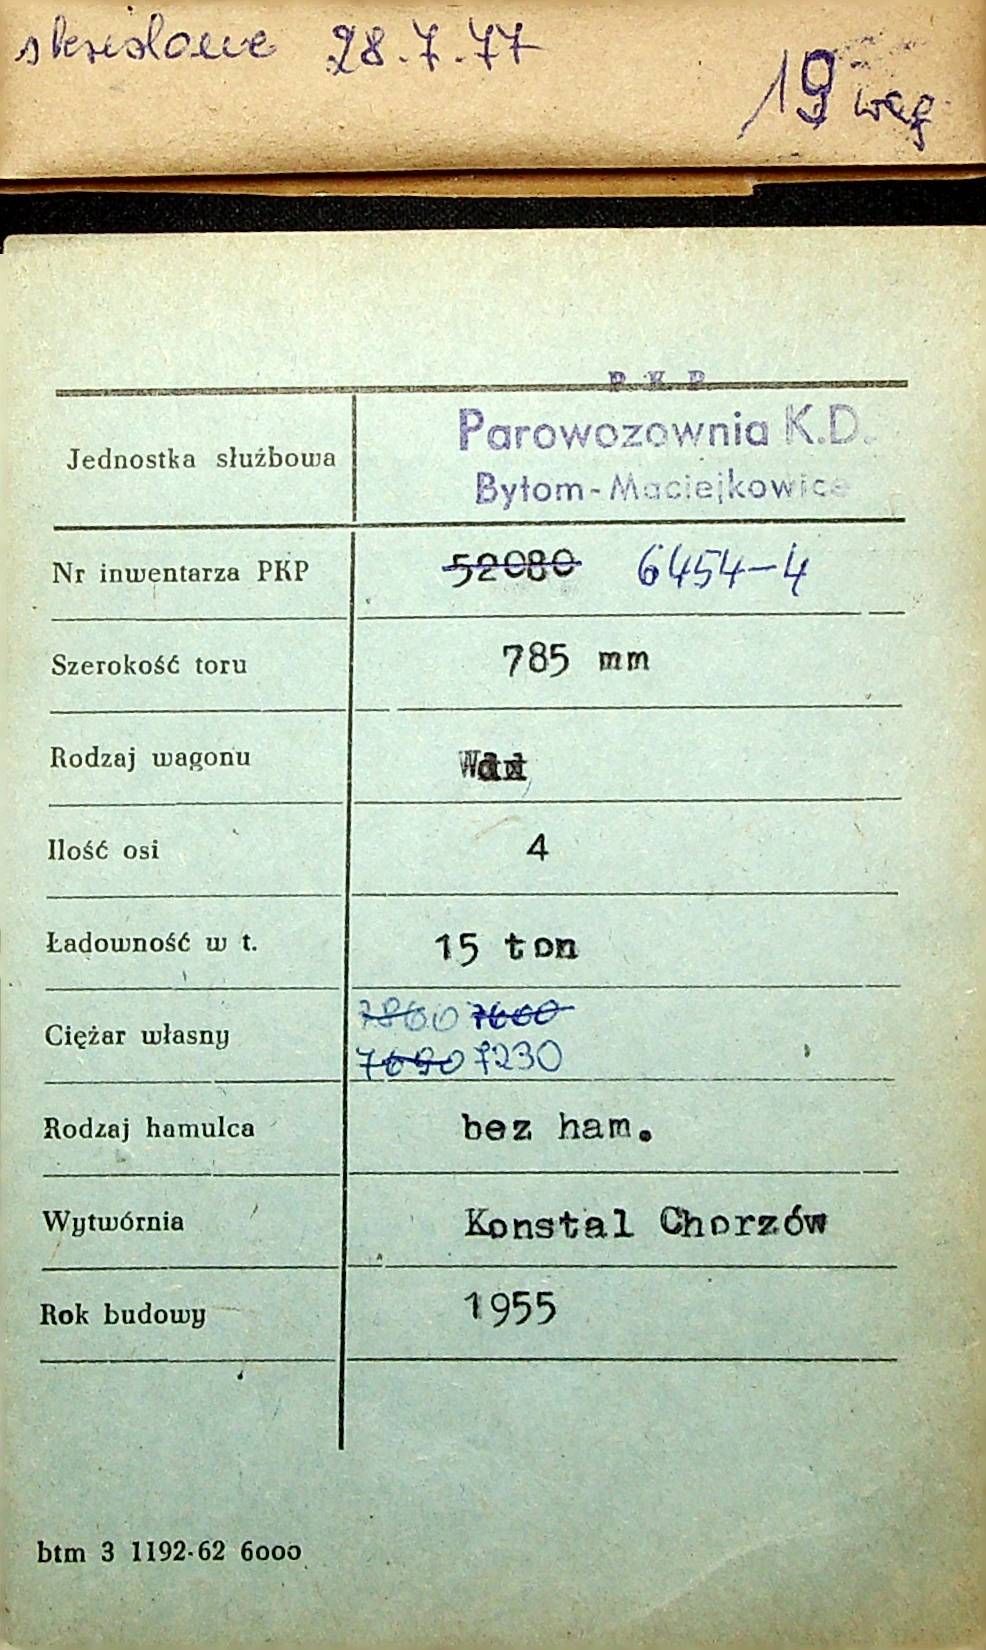 skreślone 28.7.77
19 wag
P.K.P.
Jednostka służbowa Parowozownia K.D.
Bytom-Maciejkowice
Nr inwentarza PKP 52080 6454-4
Szerokość toru 785 mm
Rodzaj wagonu
Ilość osi 4
Ładowność w t. 15 ton
Ciężar własny 7860 7600
7690 7230
Rodzaj hamulca bez ham.
Wytwórnia Konstal Chorzów
Rok budowy 1955
btm 3 1192-62 6000